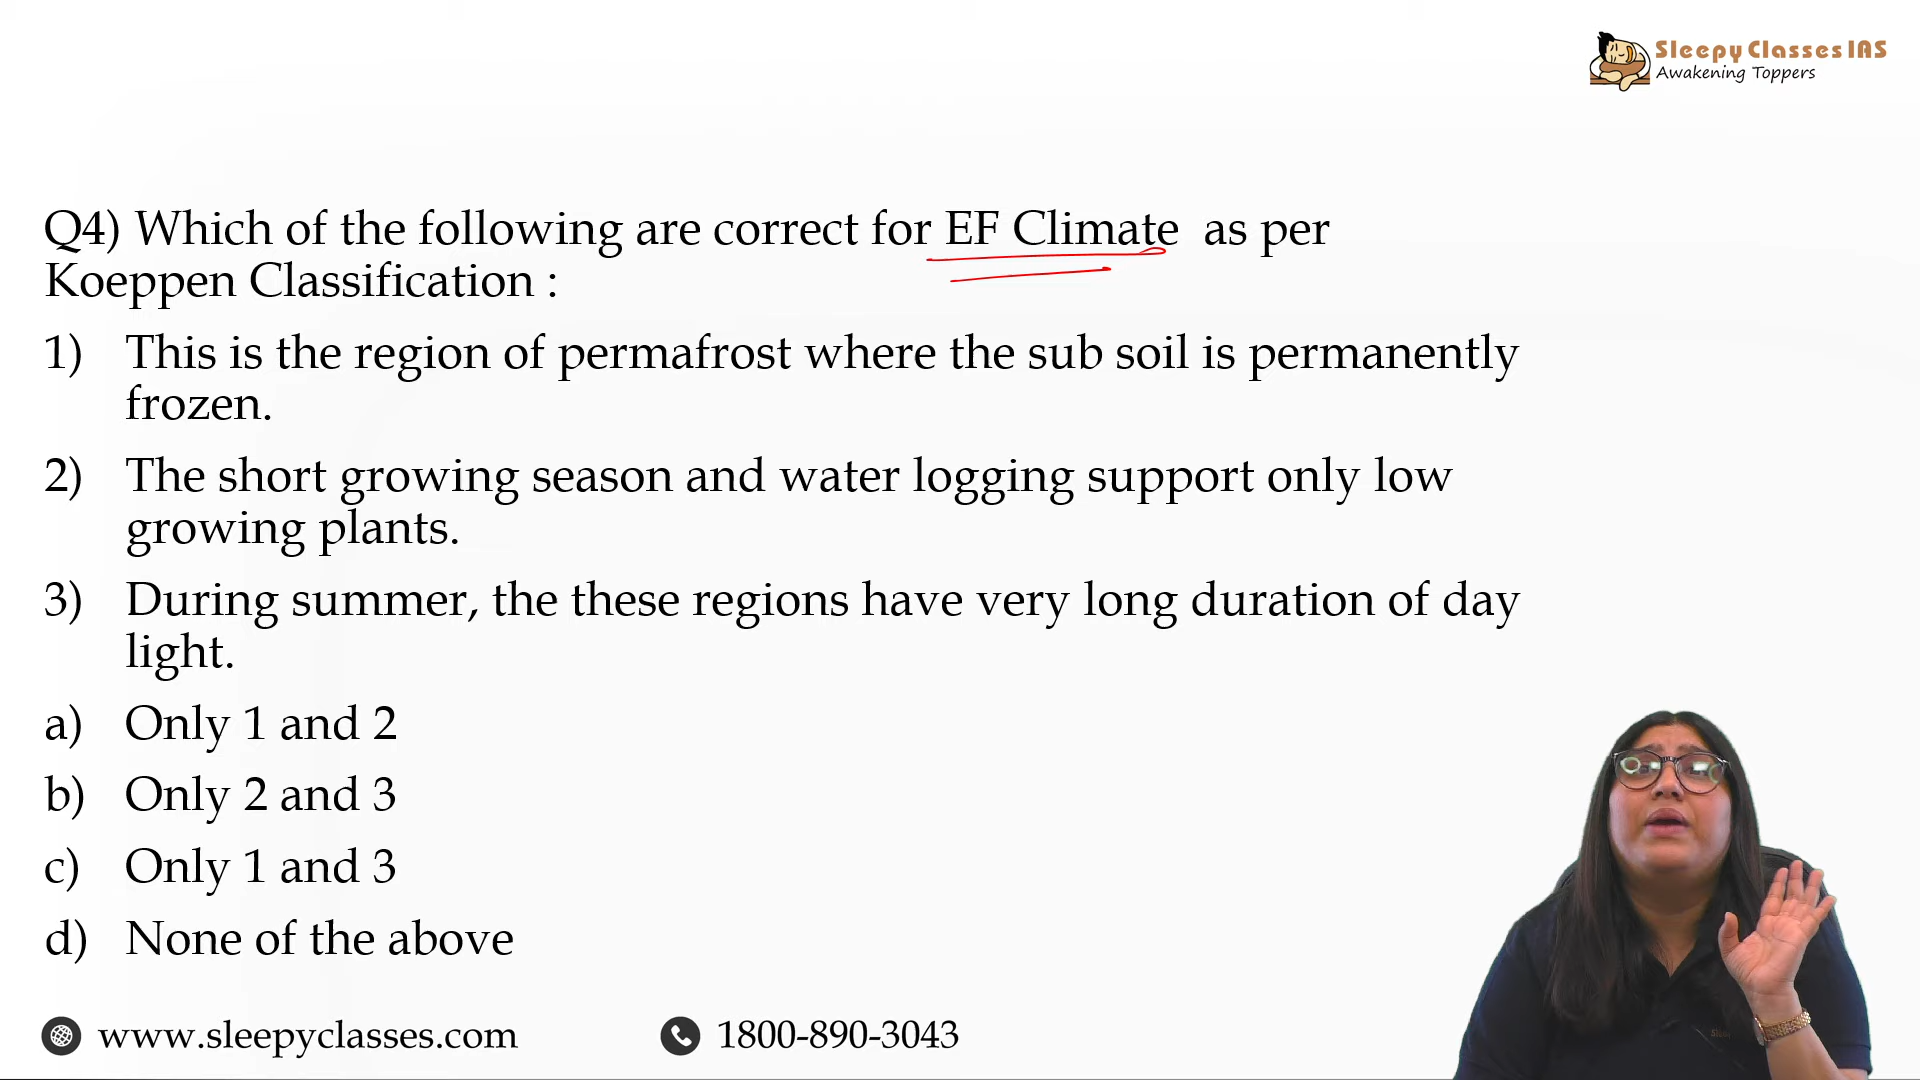 Sleepy Classes IAS
Awakening Toppers
Q4) Which of the following are correct for EF Climate as per
Koeppen Classification :
1) This is the region of permafrost where the sub soil is permanently
frozen.
2) The short growing season and water logging support only low
growing plants.
3) During summer, the these regions have very long duration of day
light.
a) Only 1 and 2
b) Only 2 and 3
c) Only 1 and 3
d) None of the above
www.sleepyclasses.com 1800-890-3043